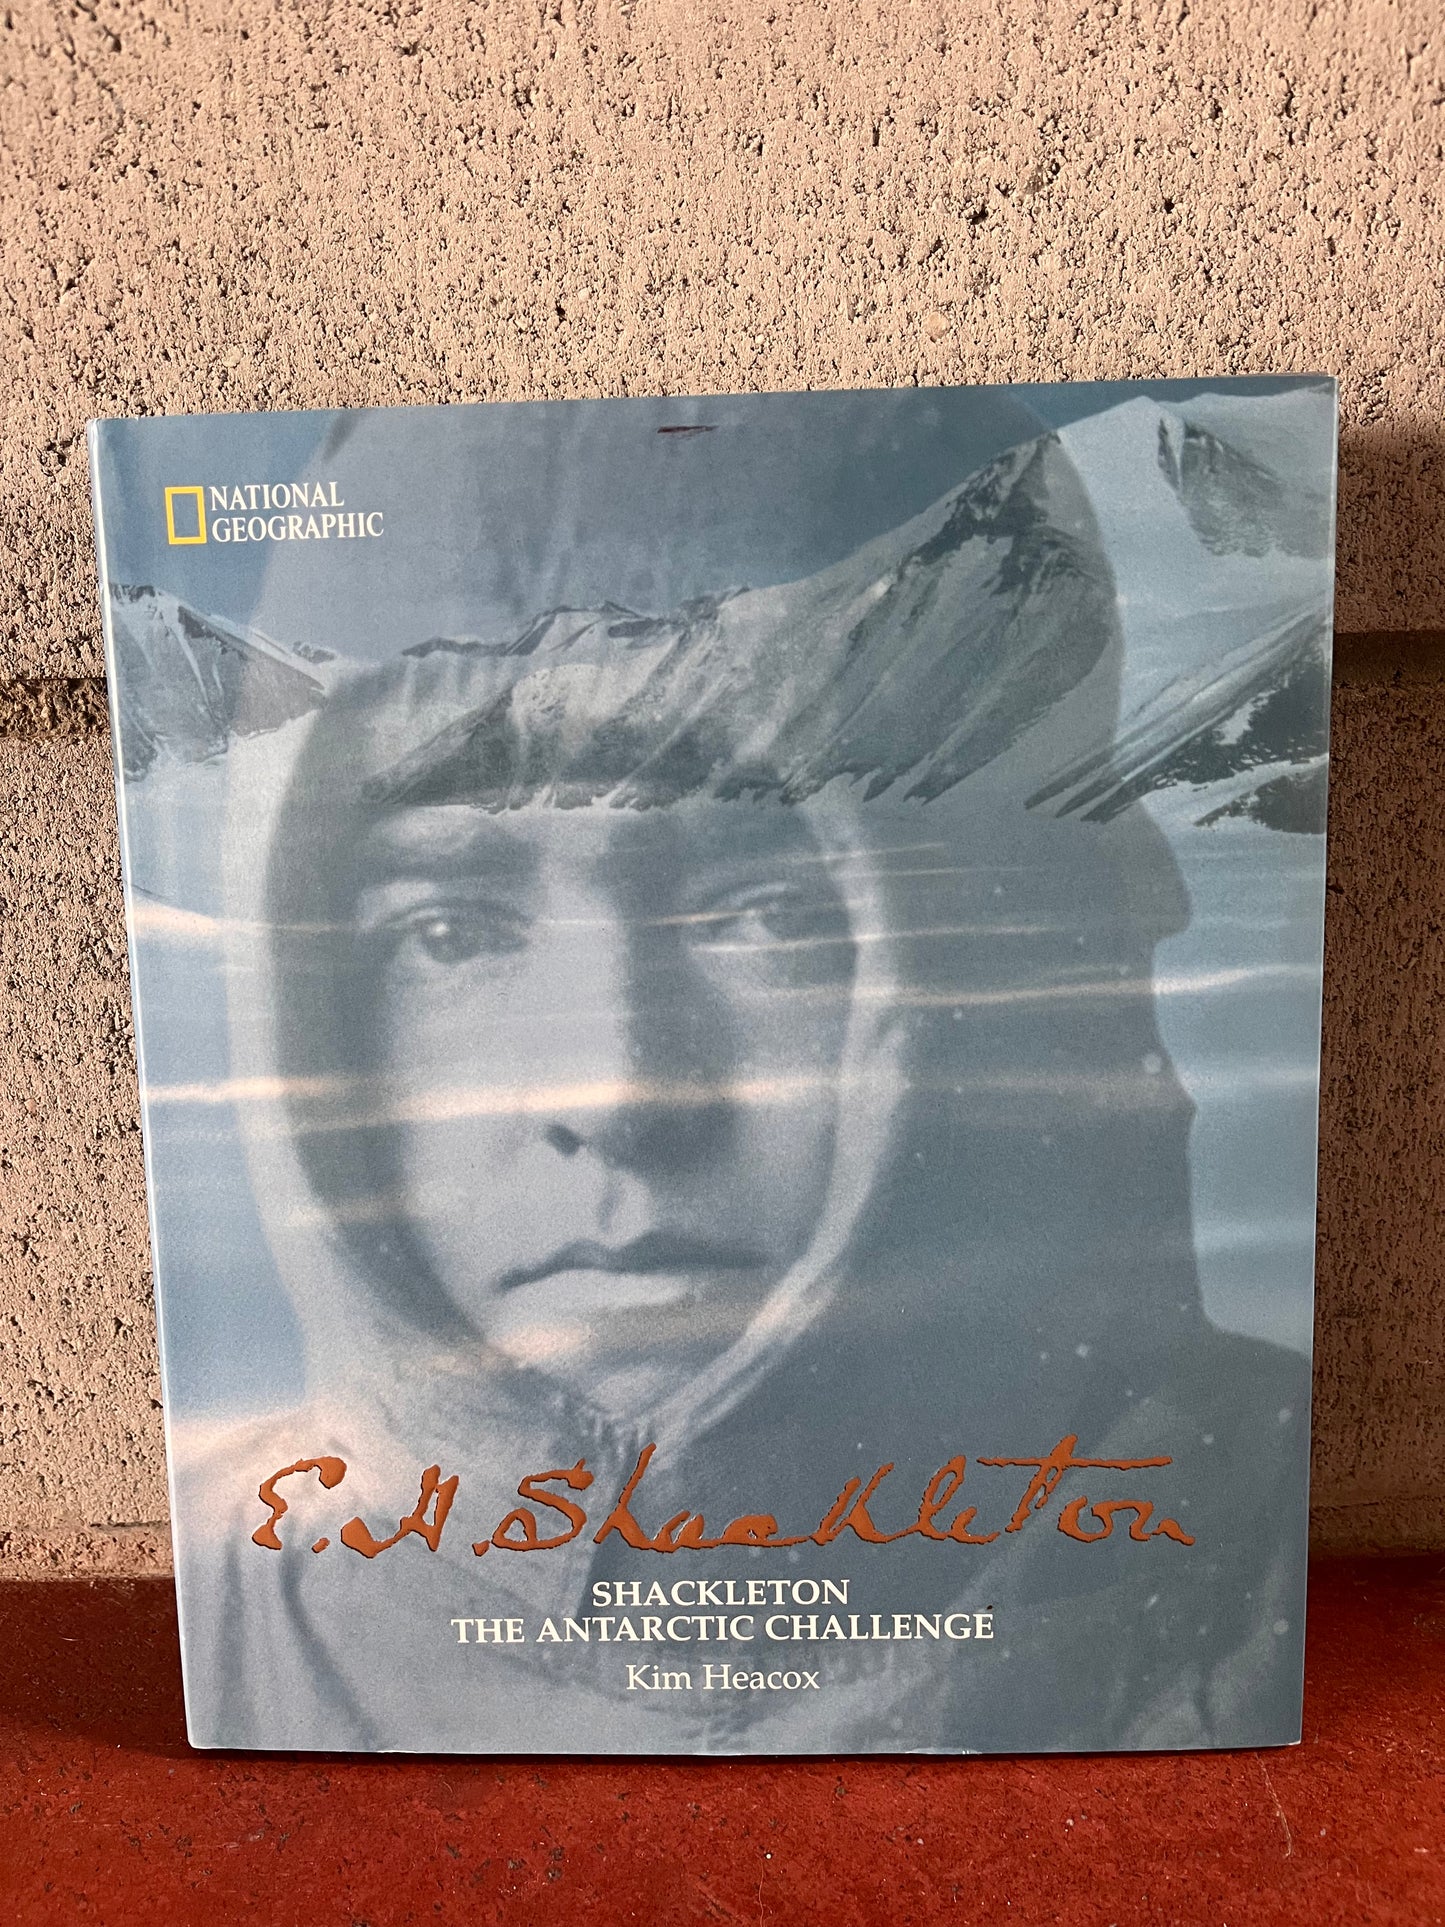 NATIONAL
GEOGRAPHIC
E. H. Shackleton
SHACKLETON
THE ANTARCTIC CHALLENGE
Kim Heacox